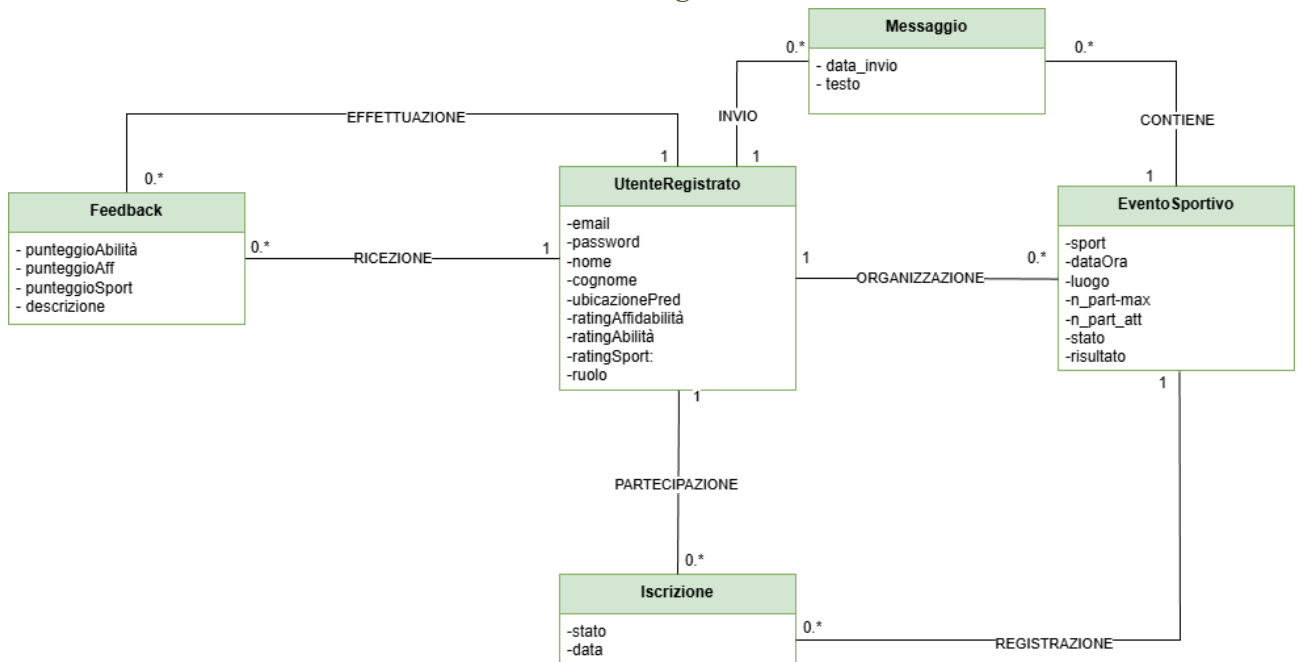 Messaggio
- data_invio
- testo
0.*
0.*
INVIO
CONTIENE
EFFETTUAZIONE
1
1
1
0.*
Feedback
- punteggioAbilità
- punteggioAff
- punteggioSport
- descrizione
0.*
RICEZIONE
1
UtenteRegistrato
-email
-password
-nome
-cognome
-ubicazionePred
-ratingAffidabilità
-ratingAbilità
-ratingSport:
-ruolo
1
ORGANIZZAZIONE
0.*
EventoSportivo
-sport
-dataOra
-luogo
-n_part-max
-n_part_att
-stato
-risultato
1
1
PARTECIPAZIONE
0.*
Iscrizione
-stato
-data
0.*
REGISTRAZIONE